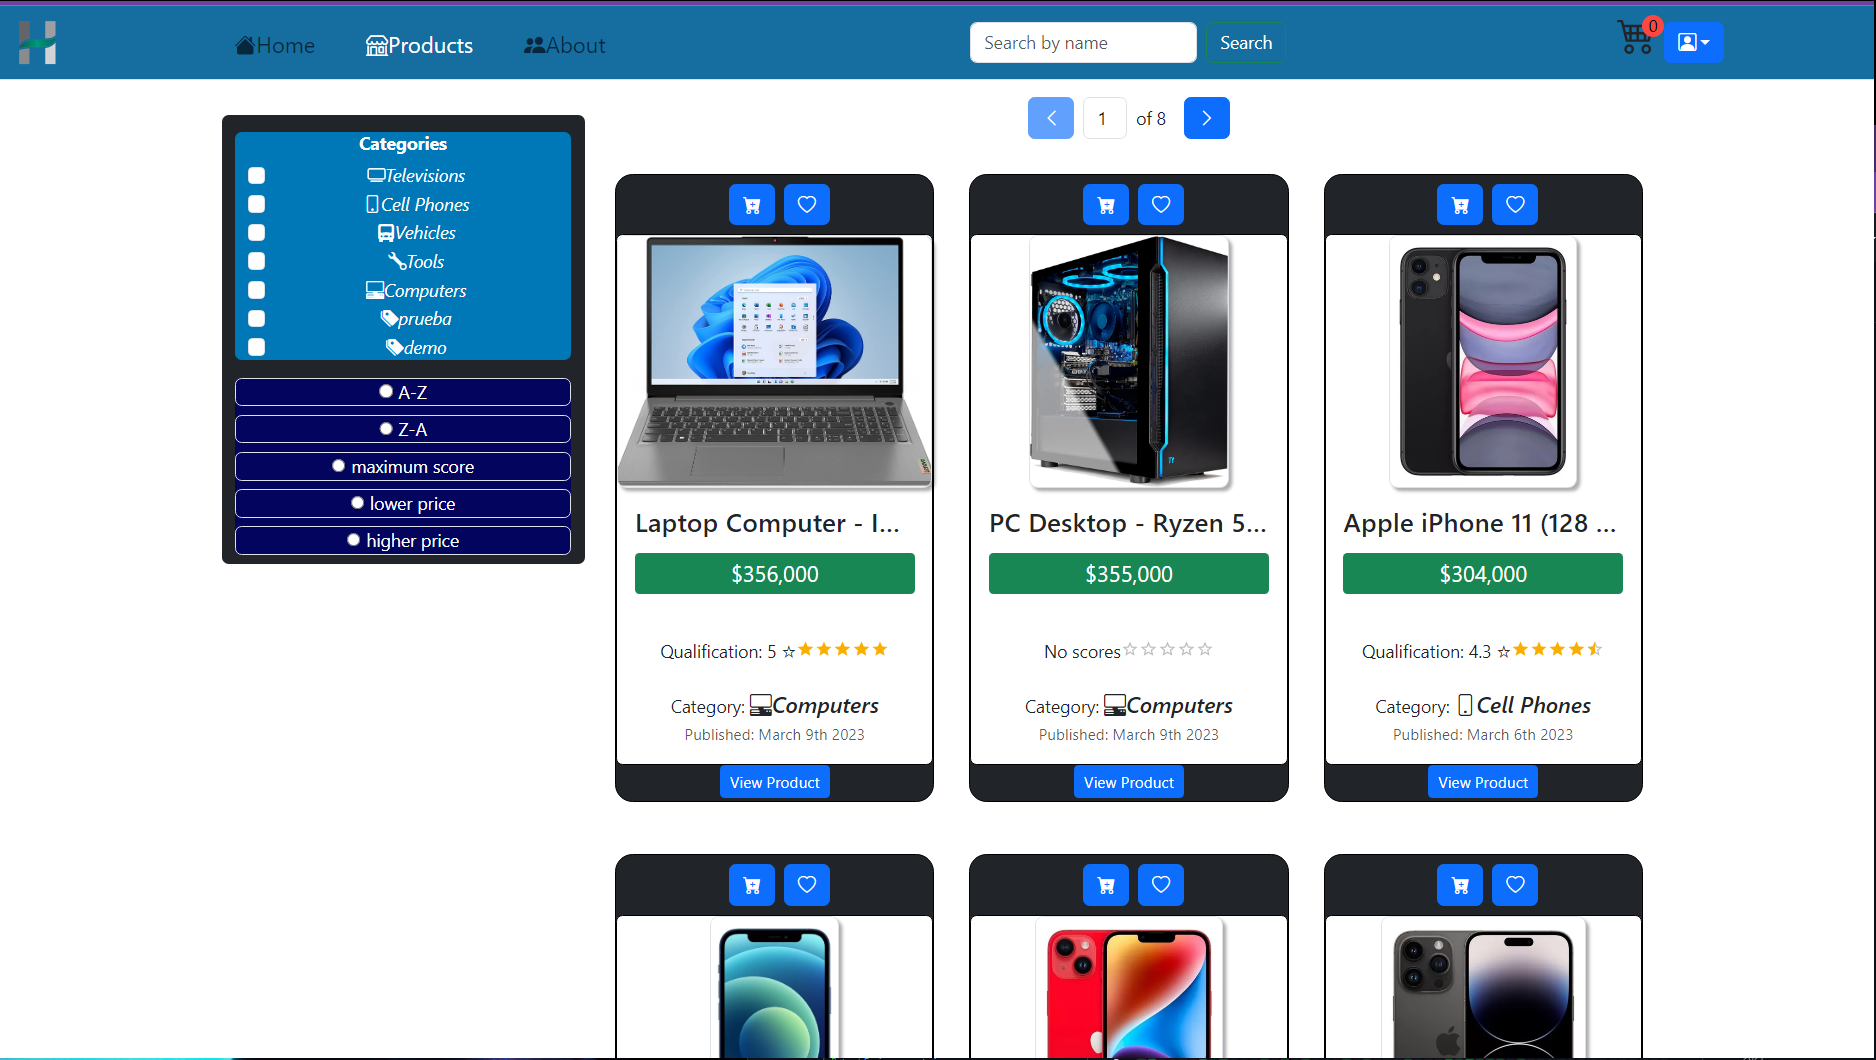 H
Home
Products
About
Search by name
Search
0
1
of 8
Categories
Televisions
Cell Phones
Vehicles
Tools
Computers
prueba
demo
A-Z
Z-A
maximum score
lower price
higher price
Laptop Computer - I...
$356,000
Qualification: 5
Category: Computers
Published: March 9th 2023
View Product
PC Desktop - Ryzen 5...
$355,000
No scores
Category: Computers
Published: March 9th 2023
View Product
Apple iPhone 11 (128 ...
$304,000
Qualification: 4.3
Category: Cell Phones
Published: March 6th 2023
View Product